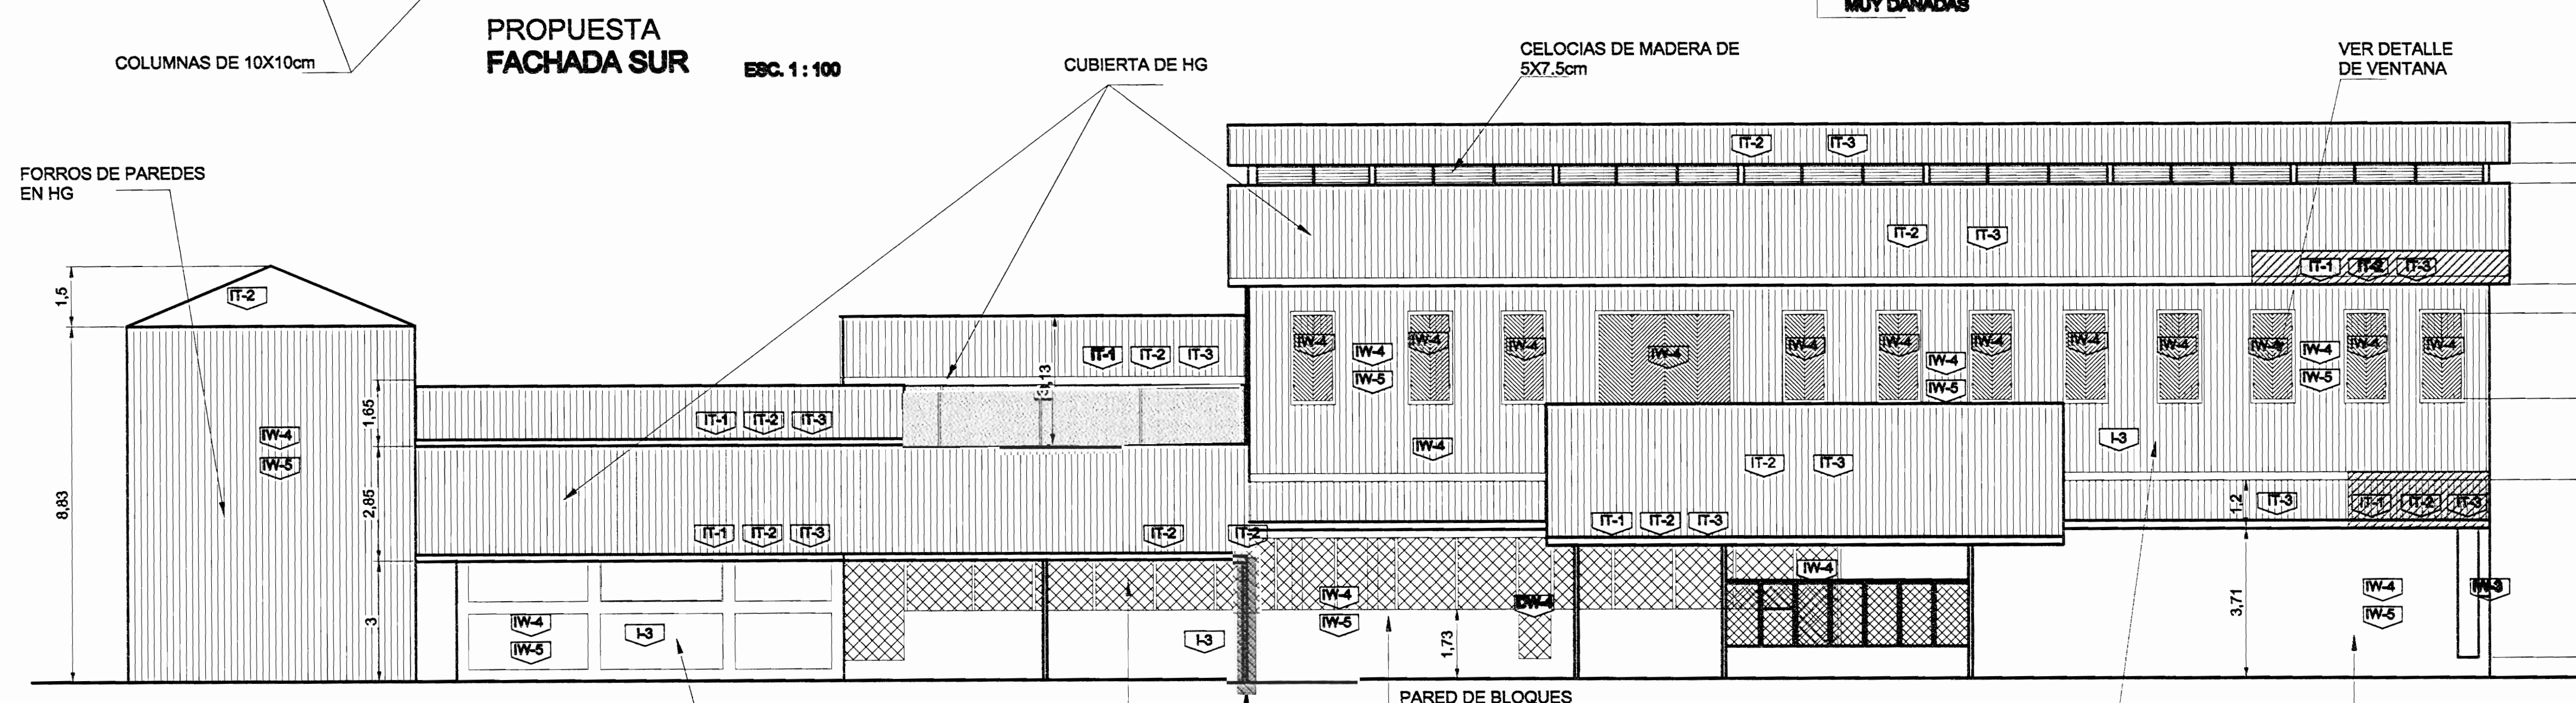 MUY DAÑADAS
PROPUESTA
FACHADA SUR ESC. 1 : 100
COLUMNAS DE 10X10cm
CUBIERTA DE HG
CELOCIAS DE MADERA DE
5X7.5cm
VER DETALLE
DE VENTANA
FORROS DE PAREDES
EN HG
IT-2 IT-3
IT-2 IT-3
IT-1 IT-2 IT-3
1,5
IT-2
IW-4 IW-4 IW-4 IW-4 IW-4 IW-4 IW-4 IW-4 IW-4 IW-4 IW-4 IW-4
IW-4 IW-4 IW-4
IW-5 IW-5 IW-5
IT-1 IT-2 IT-3
3,13
1,65
IT-1 IT-2 IT-3
IW-4
IW-5
IW-4
I-3
IT-2 IT-3
8,83
2,85
1,2
IT-3
IT-1 IT-2 IT-3
IT-1 IT-2 IT-3
IT-2 IT-2
IT-1 IT-2 IT-3
IW-4
IW-4
IW-5
IW-3
3,71
IW-4
IW-5
DW-4
3
IW-4
IW-5
I-3
I-3
1,73
PARED DE BLOQUES